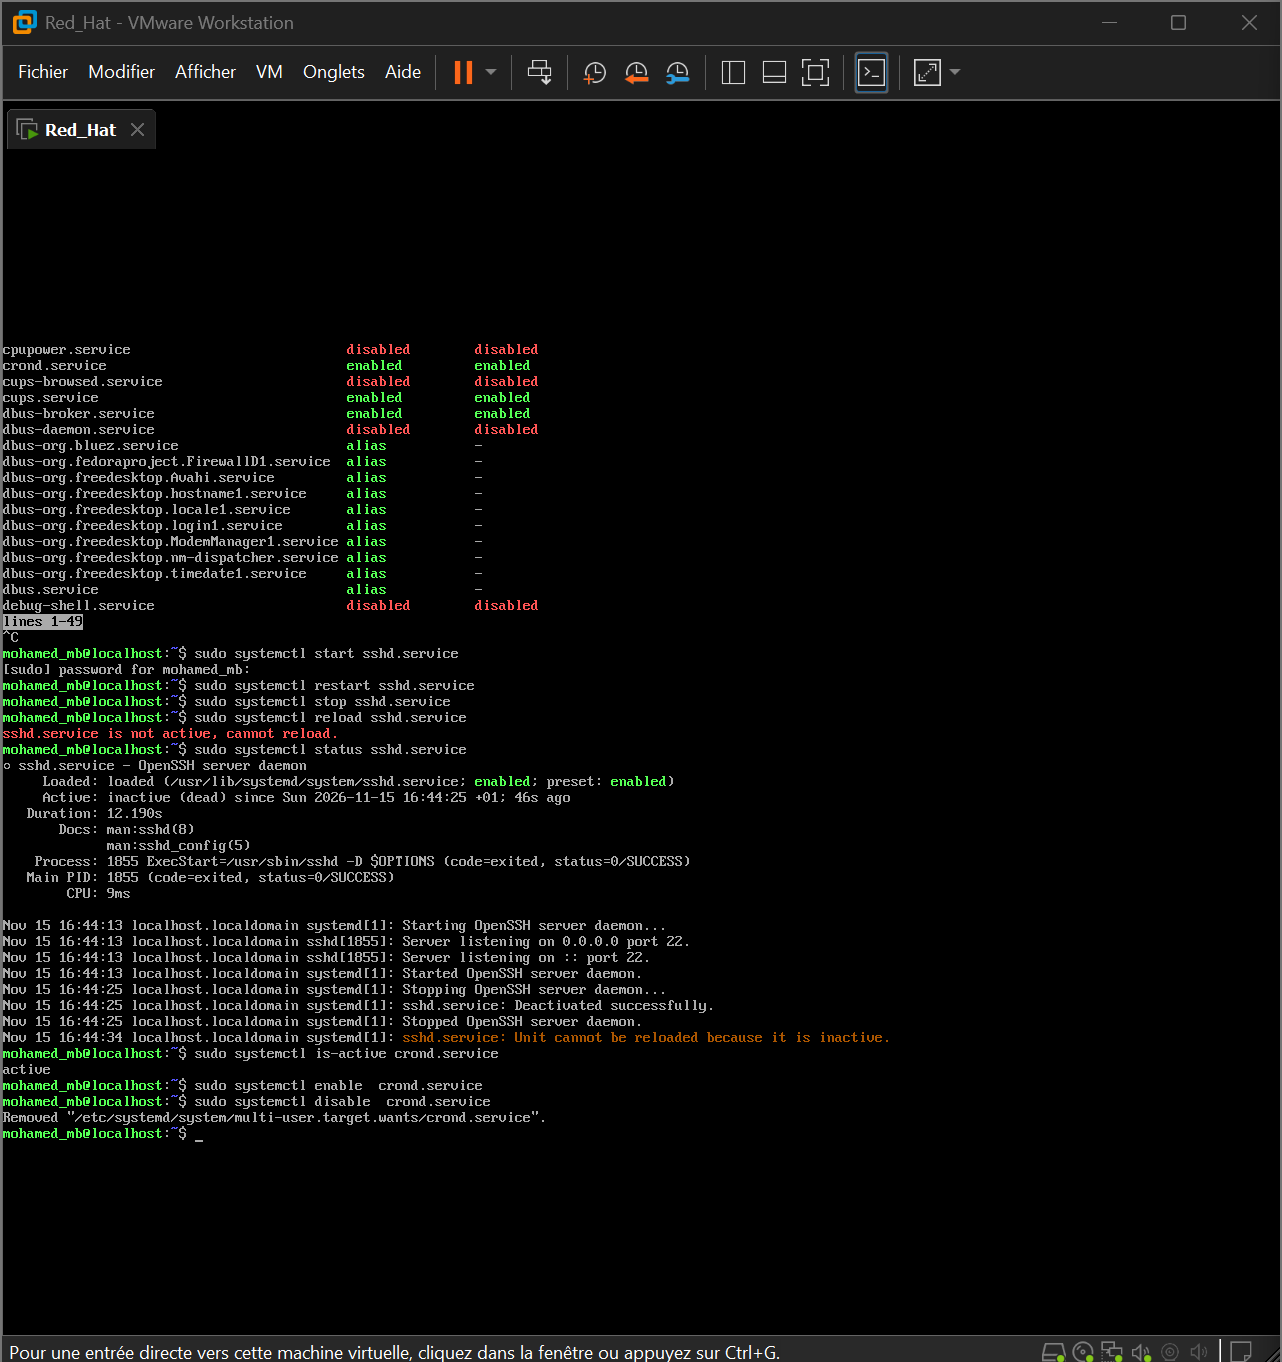 Red_Hat - VMware Workstation
Fichier Modifier Afficher VM Onglets Aide
Red_Hat
cpupower.service disabled disabled
crond.service enabled enabled
cups-browsed.service disabled disabled
cups.service enabled enabled
dbus-broker.service enabled enabled
dbus-daemon.service disabled disabled
dbus-org.bluez.service alias -
dbus-org.fedoraproject.FirewallD1.service alias -
dbus-org.freedesktop.Avahi.service alias -
dbus-org.freedesktop.hostname1.service alias -
dbus-org.freedesktop.locale1.service alias -
dbus-org.freedesktop.login1.service alias -
dbus-org.freedesktop.ModemManager1.service alias -
dbus-org.freedesktop.nm-dispatcher.service alias -
dbus-org.freedesktop.timedate1.service alias -
dbus.service alias -
debug-shell.service disabled disabled
lines 1-49
^C
mohamed_mb@localhost:~$ sudo systemctl start sshd.service
[sudo] password for mohamed_mb:
mohamed_mb@localhost:~$ sudo systemctl restart sshd.service
mohamed_mb@localhost:~$ sudo systemctl stop sshd.service
mohamed_mb@localhost:~$ sudo systemctl reload sshd.service
sshd.service is not active, cannot reload.
mohamed_mb@localhost:~$ sudo systemctl status sshd.service
○ sshd.service - OpenSSH server daemon
Loaded: loaded (/usr/lib/systemd/system/sshd.service; enabled; preset: enabled)
Active: inactive (dead) since Sun 2026-11-15 16:44:25 +01; 46s ago
Duration: 12.190s
Docs: man:sshd(8)
man:sshd_config(5)
Process: 1855 ExecStart=/usr/sbin/sshd -D $OPTIONS (code=exited, status=0/SUCCESS)
Main PID: 1855 (code=exited, status=0/SUCCESS)
CPU: 9ms
Nov 15 16:44:13 localhost.localdomain systemd[1]: Starting OpenSSH server daemon...
Nov 15 16:44:13 localhost.localdomain sshd[1855]: Server listening on 0.0.0.0 port 22.
Nov 15 16:44:13 localhost.localdomain sshd[1855]: Server listening on :: port 22.
Nov 15 16:44:13 localhost.localdomain systemd[1]: Started OpenSSH server daemon.
Nov 15 16:44:25 localhost.localdomain systemd[1]: Stopping OpenSSH server daemon...
Nov 15 16:44:25 localhost.localdomain systemd[1]: sshd.service: Deactivated successfully.
Nov 15 16:44:25 localhost.localdomain systemd[1]: Stopped OpenSSH server daemon.
Nov 15 16:44:34 localhost.localdomain systemd[1]: sshd.service: Unit cannot be reloaded because it is inactive.
mohamed_mb@localhost:~$ sudo systemctl is-active crond.service
active
mohamed_mb@localhost:~$ sudo systemctl enable  crond.service
mohamed_mb@localhost:~$ sudo systemctl disable  crond.service
Removed "/etc/systemd/system/multi-user.target.wants/crond.service".
mohamed_mb@localhost:~$ _
Pour une entrée directe vers cette machine virtuelle, cliquez dans la fenêtre ou appuyez sur Ctrl+G.